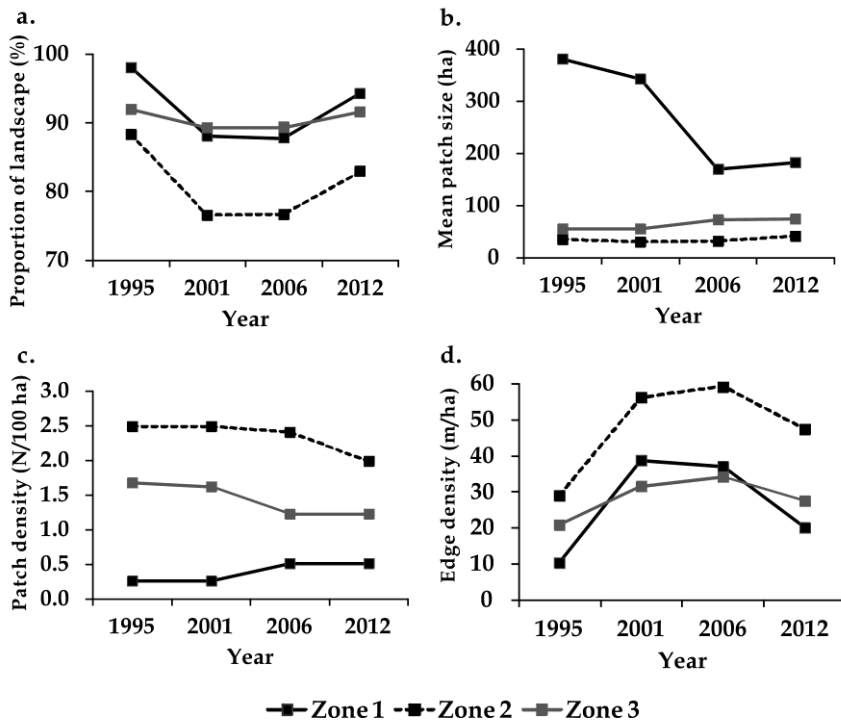 a.
Proportion of landscape (%)
100
90
80
70
1995 2001 2006 2012
Year
b.
Mean patch size (ha)
400
300
200
100
0
1995 2001 2006 2012
Year
c.
Patch density (N/100 ha)
3.0
2.5
2.0
1.5
1.0
0.5
0.0
1995 2001 2006 2012
Year
d.
Edge density (m/ha)
60
50
40
30
20
10
0
1995 2001 2006 2012
Year
Zone 1 Zone 2 Zone 3